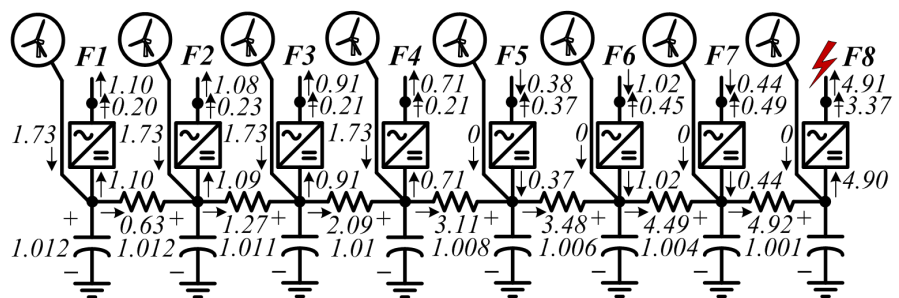 F1 F2 F3 F4 F5 F6 F7 F8
1.10 1.08 0.91 0.71 0.38 1.02 0.44 4.91
0.20 0.23 0.21 0.21 0.37 0.45 0.49 3.37
1.73 1.73 1.73 1.73 0 0 0 0
1.10 1.09 0.91 0.71 0.37 1.02 0.44 4.90
+ + + + + + + +
0.63 1.27 2.09 3.11 3.48 4.49 4.92
1.012 1.012 1.011 1.01 1.008 1.006 1.004 1.001
− − − − − − − −